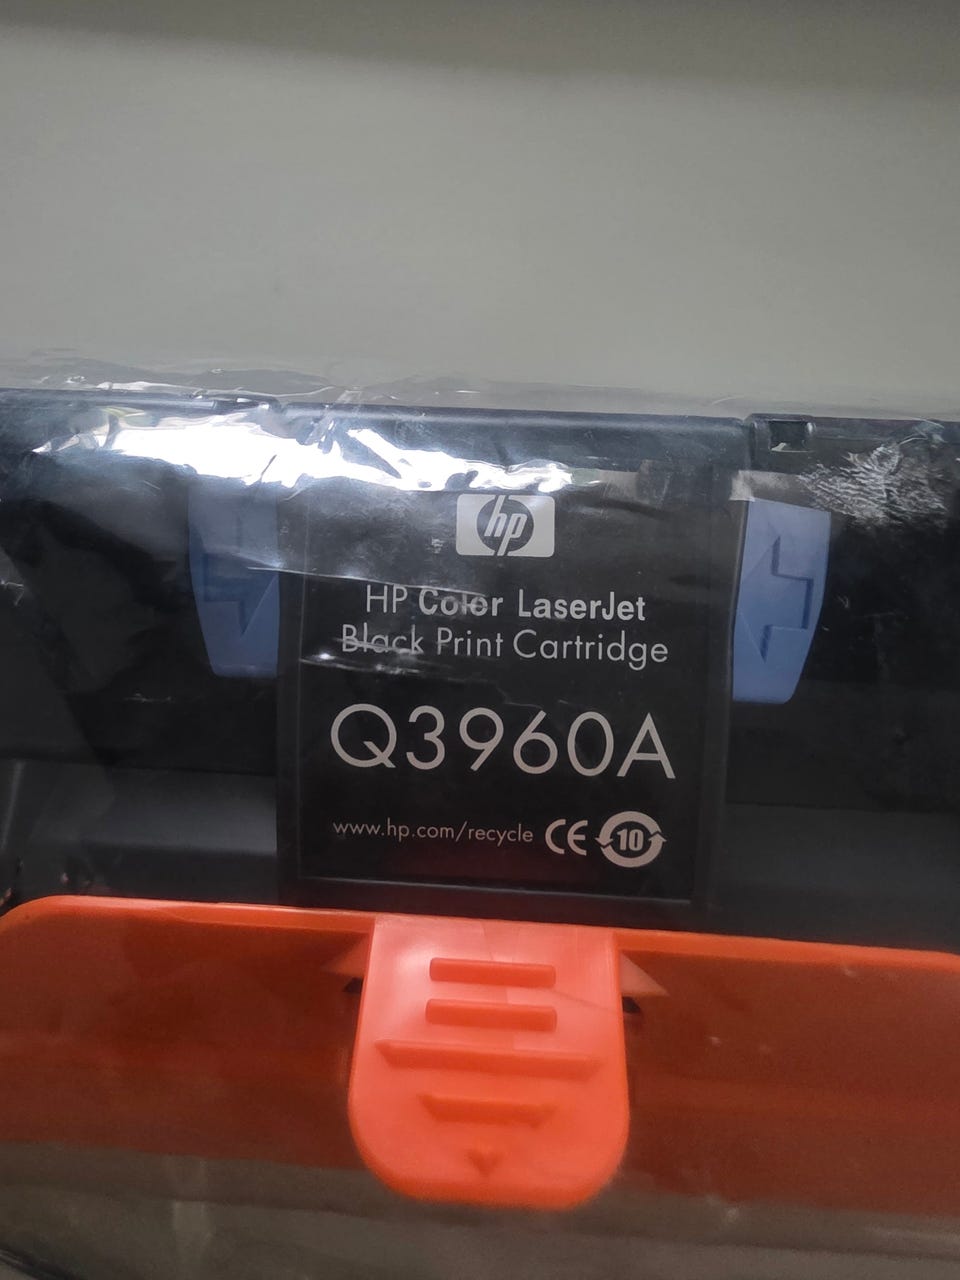 hp
HP Color LaserJet
Black Print Cartridge
Q3960A
www.hp.com/recycle CE 10